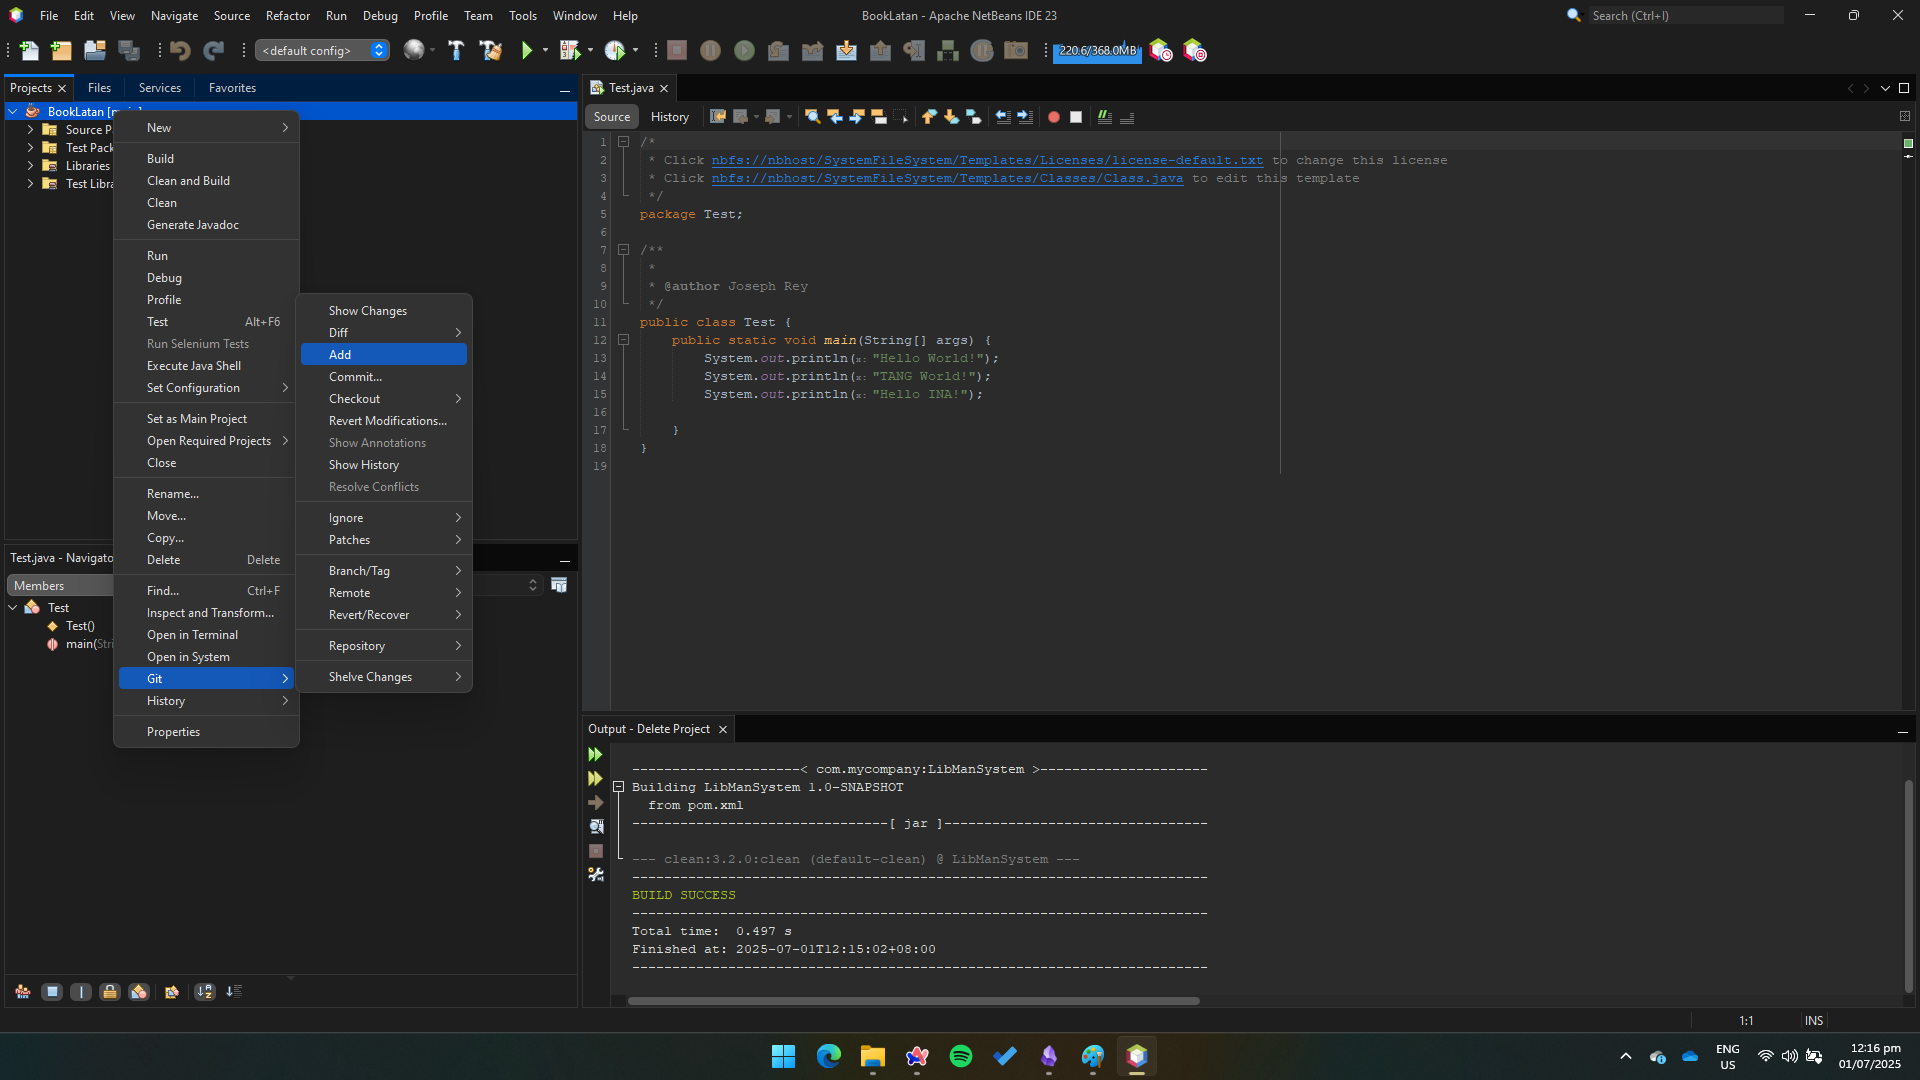 File Edit View Navigate Source Refactor Run Debug Profile Team Tools Window Help
BookLatan - Apache NetBeans IDE 23
Search (Ctrl+I)
<default config>
220.6/368.0MB
Projects Files Services Favorites
BookLatan
Source
Test Pack
Libraries
Test Libra
New
Build
Clean and Build
Clean
Generate Javadoc
Run
Debug
Profile
Test Alt+F6
Run Selenium Tests
Execute Java Shell
Set Configuration
Set as Main Project
Open Required Projects
Close
Rename...
Move...
Copy...
Delete Delete
Find... Ctrl+F
Inspect and Transform...
Open in Terminal
Open in System
Git
History
Properties
Show Changes
Diff
Add
Commit...
Checkout
Revert Modifications...
Show Annotations
Show History
Resolve Conflicts
Ignore
Patches
Branch/Tag
Remote
Revert/Recover
Repository
Shelve Changes
Test.java - Navigato
Members
Test
Test()
main(Stri
Test.java
Source History
1 /*
2 * Click nbfs://nbhost/SystemFileSystem/Templates/Licenses/license-default.txt to change this license
3 * Click nbfs://nbhost/SystemFileSystem/Templates/Classes/Class.java to edit this template
4 */
5 package Test;
6
7 /**
8 *
9 * @author Joseph Rey
10 */
11 public class Test {
12 public static void main(String[] args) {
13 System.out.println(x: "Hello World!");
14 System.out.println(x: "TANG World!");
15 System.out.println(x: "Hello INA!");
16
17 }
18 }
19
Output - Delete Project
---------------------< com.mycompany:LibManSystem >---------------------
Building LibManSystem 1.0-SNAPSHOT
from pom.xml
--------------------------------[ jar ]---------------------------------
--- clean:3.2.0:clean (default-clean) @ LibManSystem ---
------------------------------------------------------------------------
BUILD SUCCESS
------------------------------------------------------------------------
Total time: 0.497 s
Finished at: 2025-07-01T12:15:02+08:00
------------------------------------------------------------------------
1:1 INS
ENG
US
12:16 pm
01/07/2025